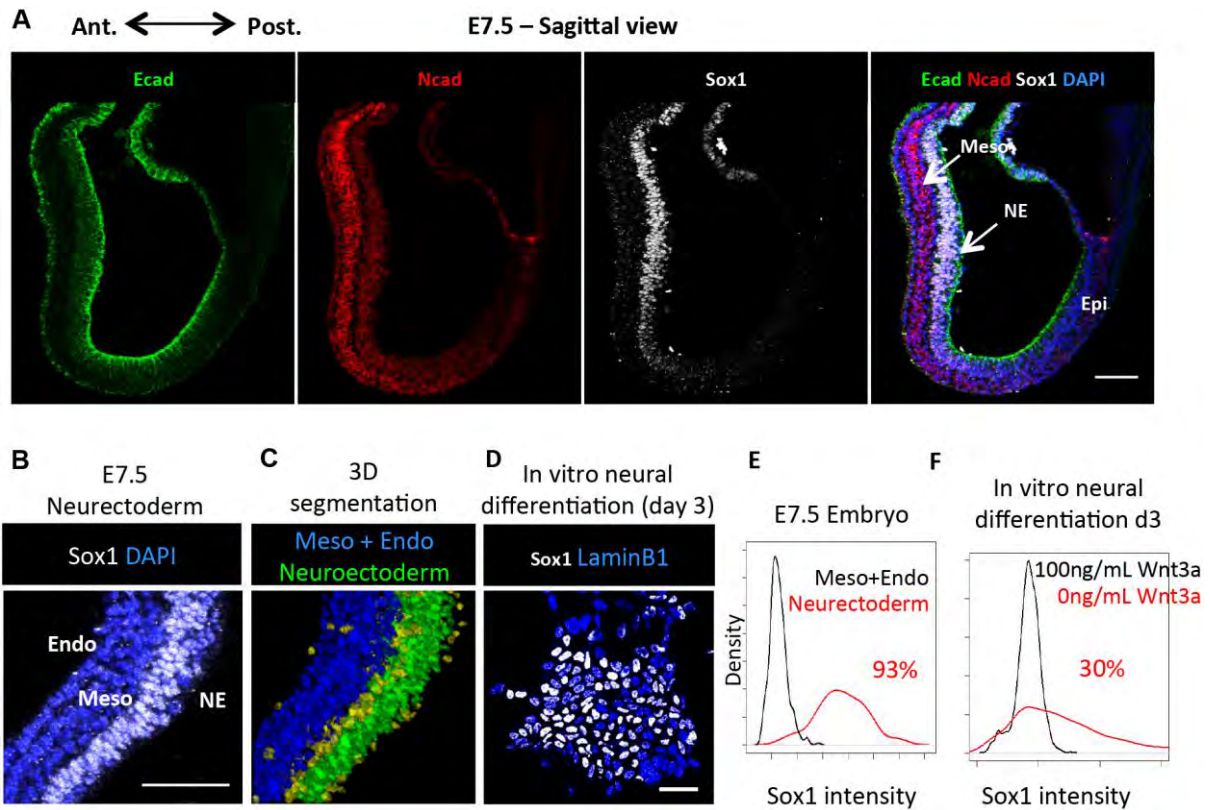 A
Ant. Post.
E7.5 – Sagittal view
Ecad
Ncad
Sox1
Ecad Ncad Sox1 DAPI
Meso
NE
Epi
B
E7.5
Neurectoderm
Sox1 DAPI
Endo
Meso
NE
C
3D
segmentation
Meso + Endo
Neuroectoderm
D
In vitro neural
differentiation (day 3)
Sox1 LaminB1
E
E7.5 Embryo
Meso+Endo
Neurectoderm
93%
Density
Sox1 intensity
F
In vitro neural
differentiation d3
100ng/mL Wnt3a
0ng/mL Wnt3a
30%
Sox1 intensity